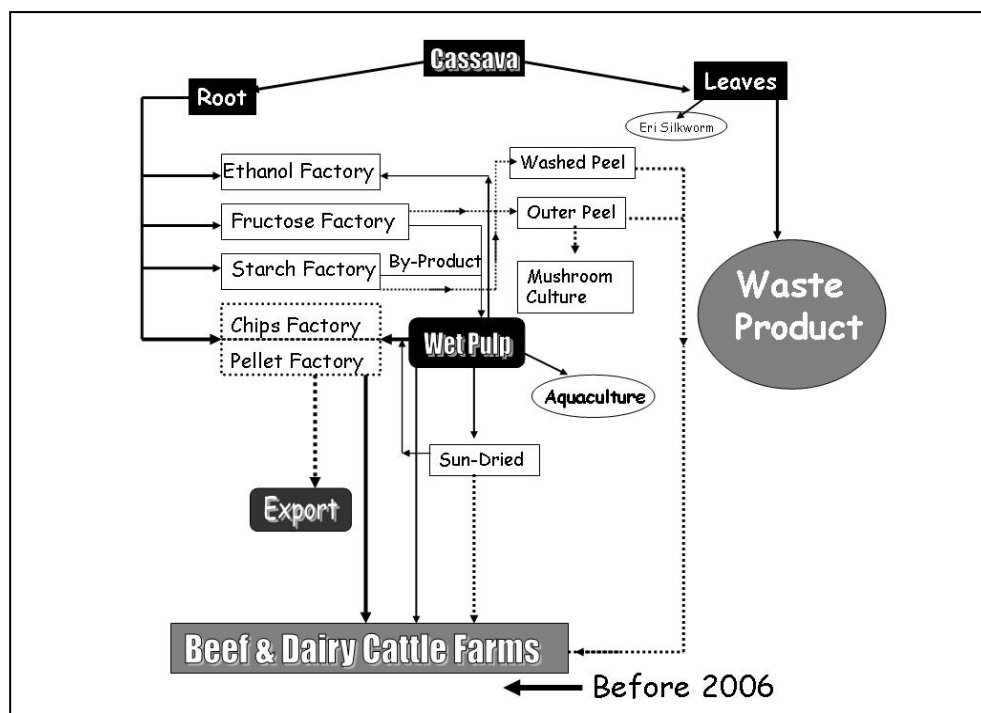 Cassava
Root
Leaves
Eri Silkworm
Ethanol Factory
Washed Peel
Fructose Factory
Outer Peel
Starch Factory
By-Product
Mushroom
Culture
Waste
Product
Chips Factory
Pellet Factory
Wet Pulp
Aquaculture
Sun-Dried
Export
Beef & Dairy Cattle Farms
Before 2006